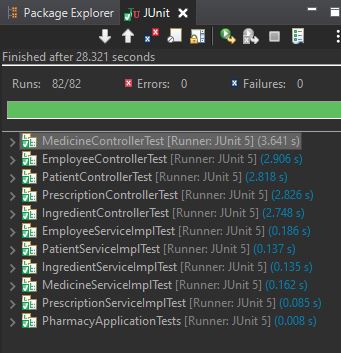 Package Explorer JUnit
Finished after 28.321 seconds
Runs: 82/82 Errors: 0 Failures: 0
MedicineControllerTest [Runner: JUnit 5] (3.641 s)
EmployeeControllerTest [Runner: JUnit 5] (2.906 s)
PatientControllerTest [Runner: JUnit 5] (2.818 s)
PrescriptionControllerTest [Runner: JUnit 5] (2.826 s)
IngredientControllerTest [Runner: JUnit 5] (2.748 s)
EmployeeServiceImplTest [Runner: JUnit 5] (0.186 s)
PatientServiceImplTest [Runner: JUnit 5] (0.137 s)
IngredientServiceImplTest [Runner: JUnit 5] (0.135 s)
MedicineServiceImplTest [Runner: JUnit 5] (0.162 s)
PrescriptionServiceImplTest [Runner: JUnit 5] (0.085 s)
PharmacyApplicationTests [Runner: JUnit 5] (0.008 s)